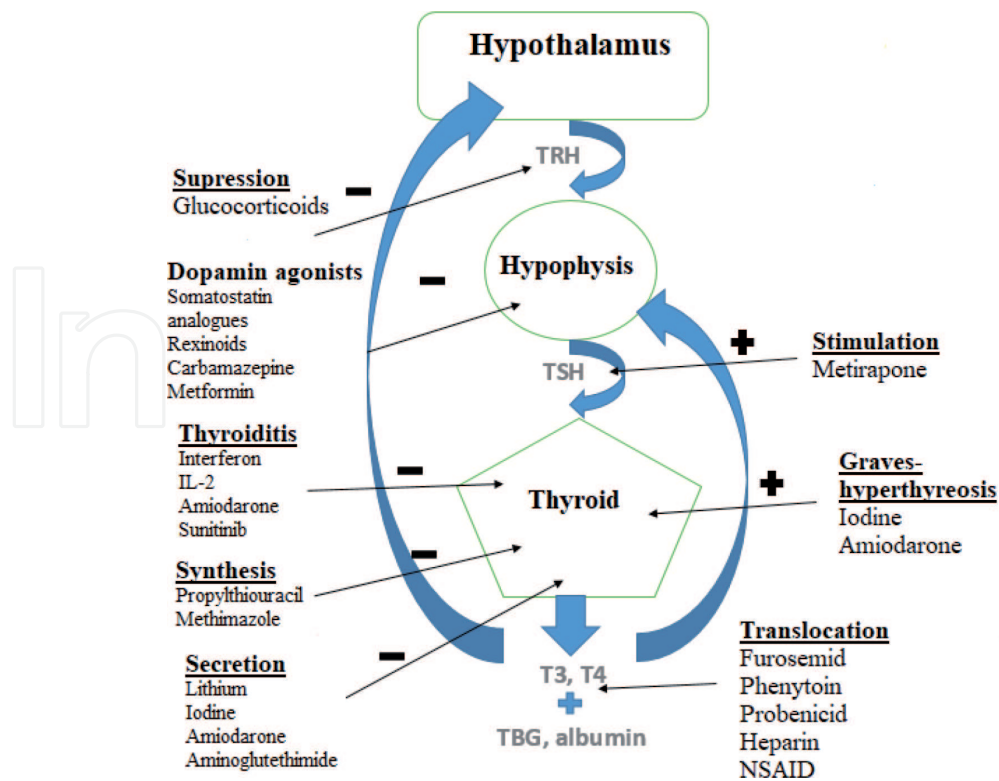 Hypothalamus
TRH
Supression
Glucocorticoids
Hypophysis
Dopamin agonists
Somatostatin
analogues
Rexinoids
Carbamazepine
Metformin
TSH
Stimulation
Metirapone
Thyroiditis
Interferon
IL-2
Amiodarone
Sunitinib
Thyroid
Graves-
hyperthyreosis
Iodine
Amiodarone
Synthesis
Propylthiouracil
Methimazole
Secretion
Lithium
Iodine
Amiodarone
Aminoglutethimide
T3, T4
TBG, albumin
Translocation
Furosemid
Phenytoin
Probenicid
Heparin
NSAID
In